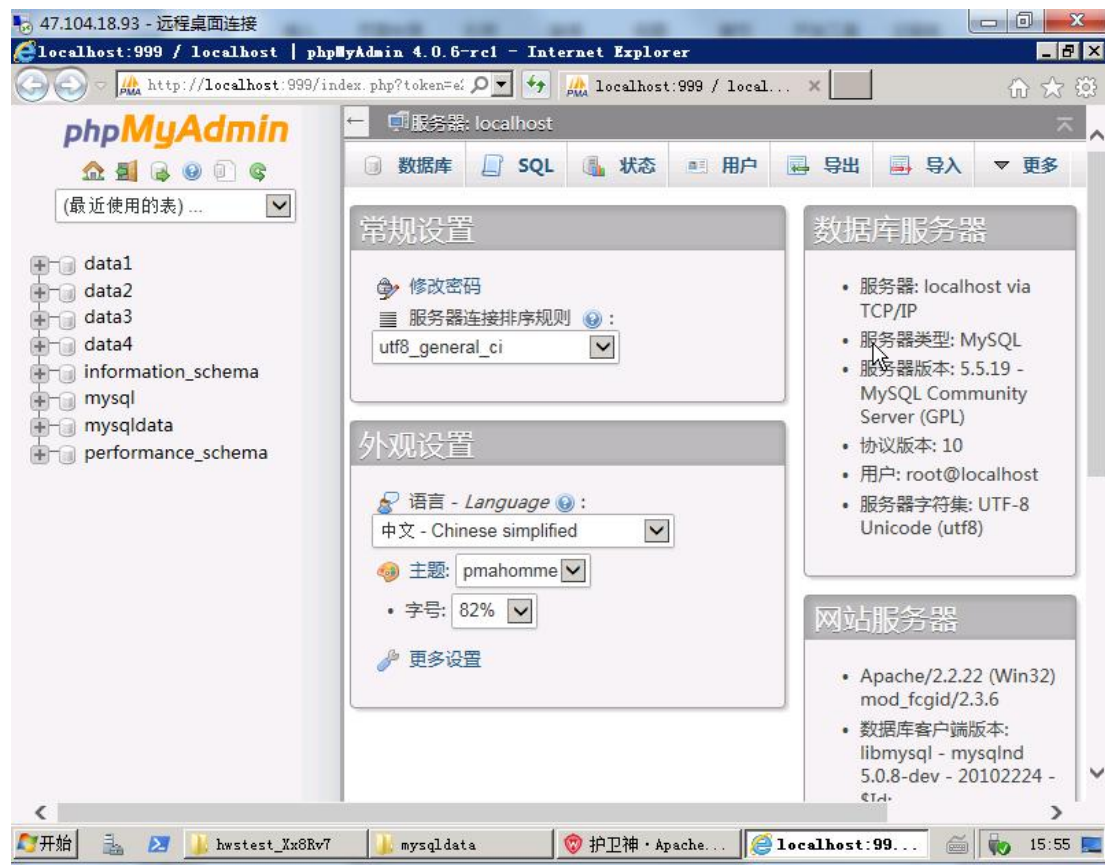 47.104.18.93 - 远程桌面连接
localhost:999 / localhost | phpMyAdmin 4.0.6-rc1 - Internet Explorer
http://localhost:999/index.php?token=e
localhost:999 / local...
phpMyAdmin
(最近使用的表) ...
data1
data2
data3
data4
information_schema
mysql
mysqldata
performance_schema
服务器: localhost
数据库
SQL
状态
用户
导出
导入
更多
常规设置
修改密码
服务器连接排序规则 :
utf8_general_ci
外观设置
语言 - Language :
中文 - Chinese simplified
主题: pmahomme
• 字号: 82%
更多设置
数据库服务器
• 服务器: localhost via
TCP/IP
• 服务器类型: MySQL
• 服务器版本: 5.5.19 -
MySQL Community
Server (GPL)
• 协议版本: 10
• 用户: root@localhost
• 服务器字符集: UTF-8
Unicode (utf8)
网站服务器
• Apache/2.2.22 (Win32)
mod_fcgid/2.3.6
• 数据库客户端版本:
libmysql - mysqlnd
5.0.8-dev - 20102224 -
$Id:
开始
hwstest_Xx8Rv7
mysqldata
护卫神·Apache...
localhost:99...
15:55